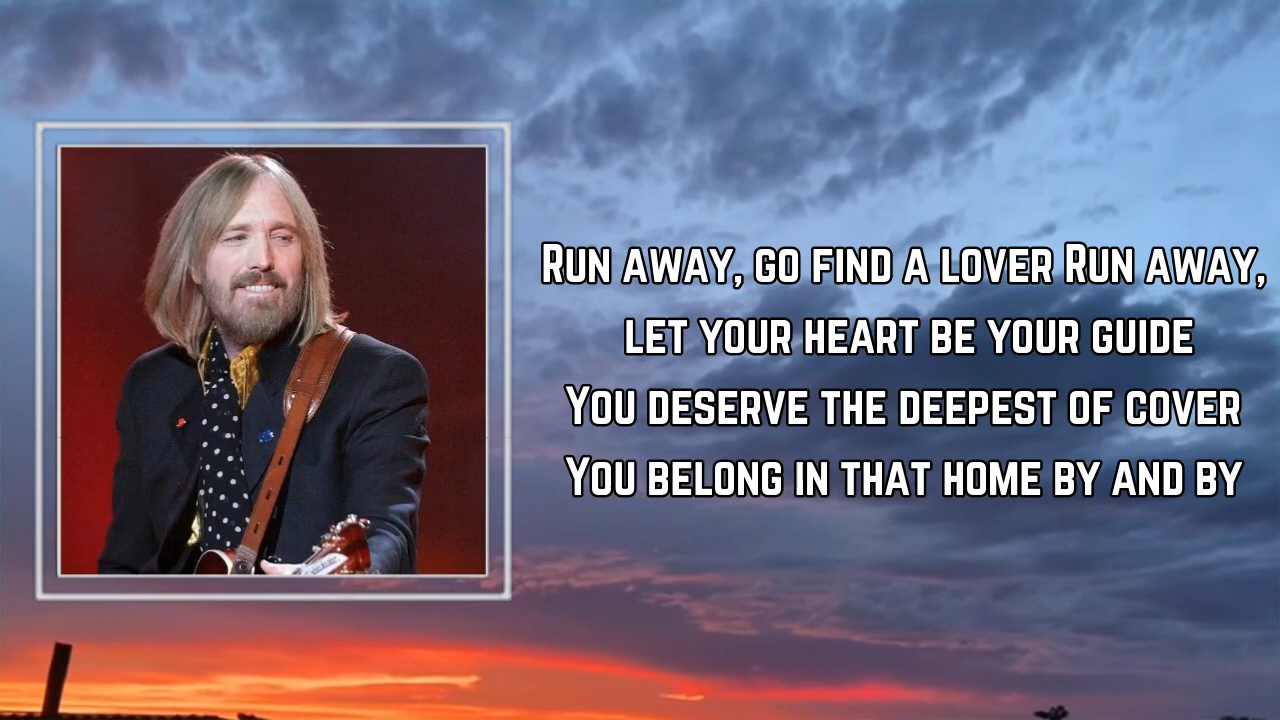 Run away, go find a lover Run away,
let your heart be your guide
You deserve the deepest of cover
You belong in that home by and by